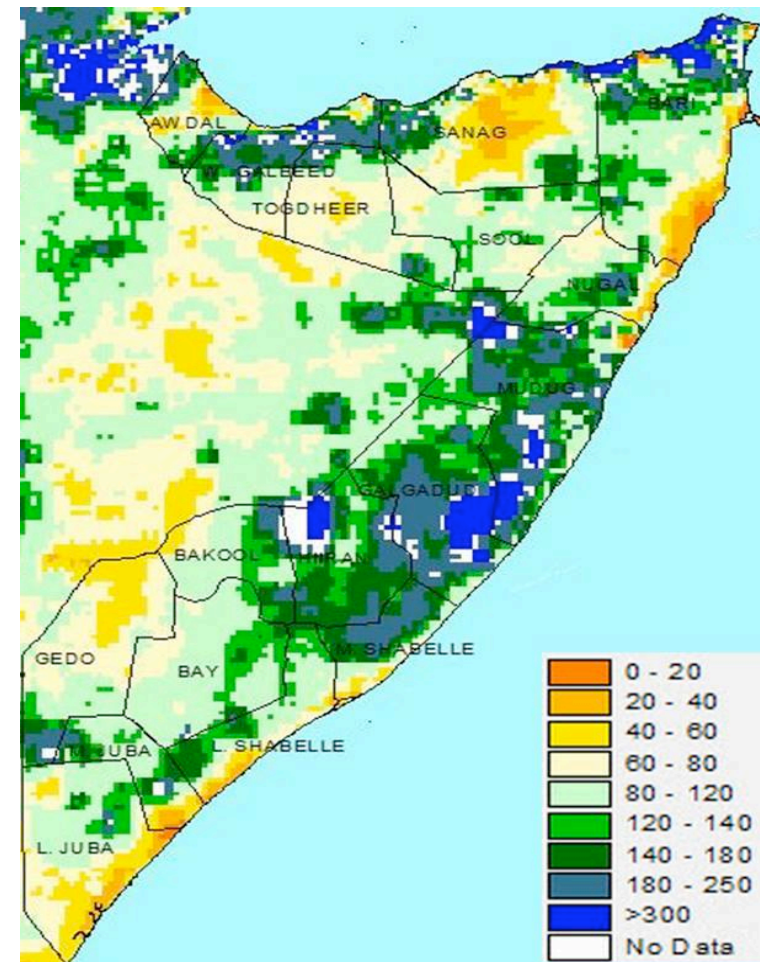 AWDAL
SANAG
BARI
W. GALBEED
TOGDHEER
SOOL
NUGAL
MUDUG
GALGADUD
BAKOOL
HIRAN
GEDO
BAY
M. SHABELLE
M. JUBA
L. SHABELLE
L. JUBA
0 - 20
20 - 40
40 - 60
60 - 80
80 - 120
120 - 140
140 - 180
180 - 250
>300
No Data